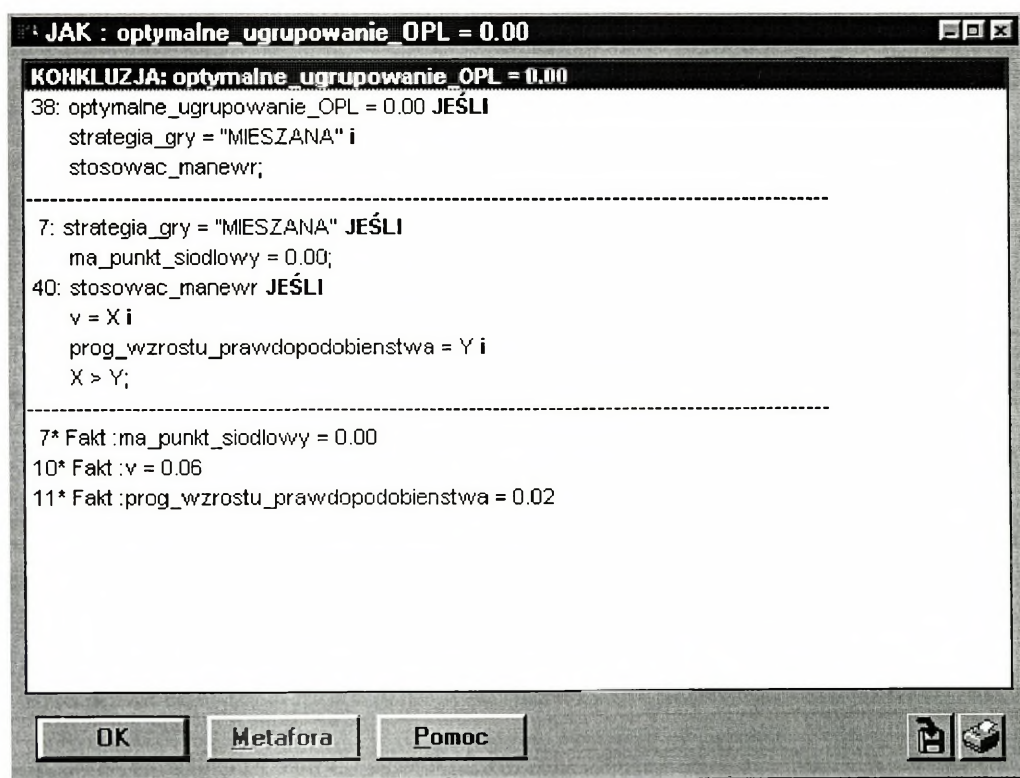 JAK : optymalne_ugrupowanie_OPL = 0.00
KONKLUZJA: optymalne_ugrupowanie_OPL = 0.00
38: optymalne_ugrupowanie_OPL = 0.00 JEŚLI
strategia_gry = "MIESZANA" i
stosowac_manewr;
7: strategia_gry = "MIESZANA" JEŚLI
ma_punkt_siodlowy = 0.00;
40: stosowac_manewr JEŚLI
v = X i
prog_wzrostu_prawdopodobienstwa = Y i
X > Y;
7* Fakt :ma_punkt_siodlowy = 0.00
10* Fakt :v = 0.06
11* Fakt :prog_wzrostu_prawdopodobienstwa = 0.02
OK Metafora Pomoc